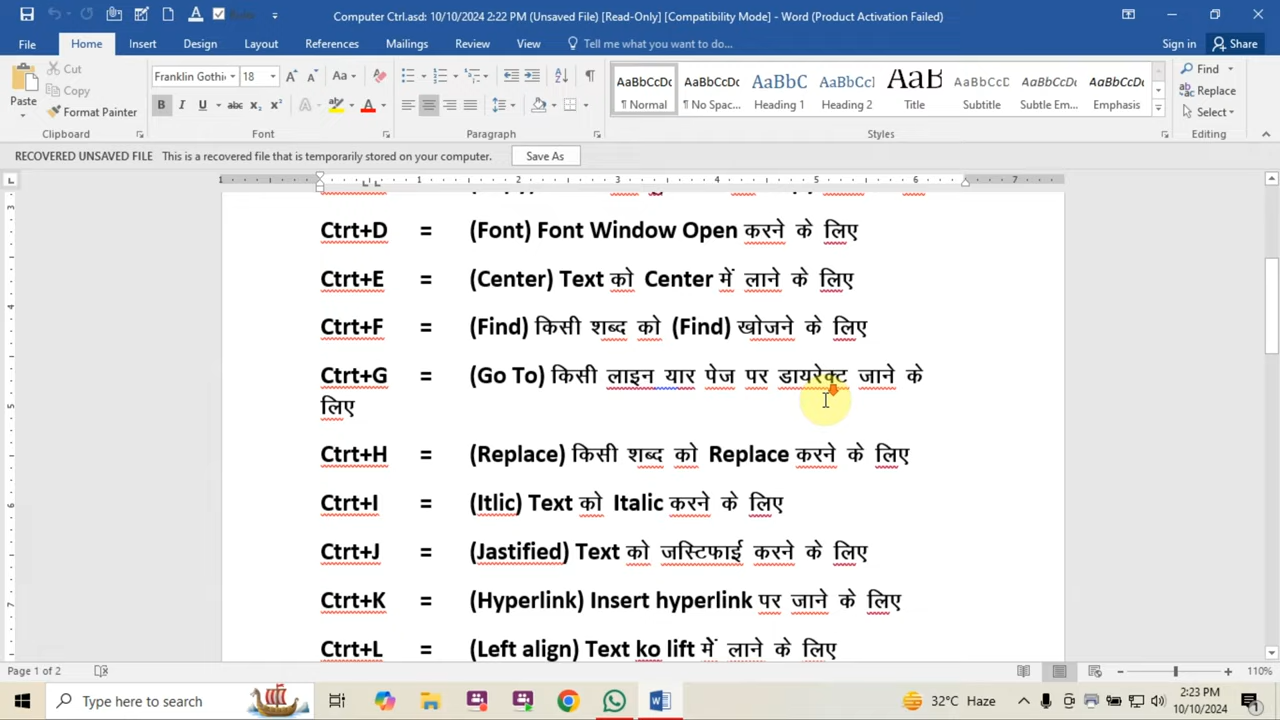 Computer Ctrl.asd: 10/10/2024 2:22 PM (Unsaved File) [Read-Only] [Compatibility Mode] - Word (Product Activation Failed)
File Home Insert Design Layout References Mailings Review View Tell me what you want to do... Sign in Share
Cut
Copy
Format Painter
Paste
Franklin Gothi 18
AaBbCcDc AaBbCcDc AaBbC AaBbCcI AaB AaBbCcD AaBbCcDc AaBbCcDc
¶ Normal ¶ No Spac... Heading 1 Heading 2 Title Subtitle Subtle Em... Emphasis
Find
Replace
Select
Clipboard Font Paragraph Styles Editing
RECOVERED UNSAVED FILE This is a recovered file that is temporarily stored on your computer. Save As
Ctrt+D = (Font) Font Window Open करने के लिए
Ctrt+E = (Center) Text को Center में लाने के लिए
Ctrt+F = (Find) किसी शब्द को (Find) खोजने के लिए
Ctrt+G = (Go To) किसी लाइन यार पेज पर डायरेक्ट जाने के
लिए
Ctrt+H = (Replace) किसी शब्द को Replace करने के लिए
Ctrt+I = (Itlic) Text को Italic करने के लिए
Ctrt+J = (Jastified) Text को जस्टिफाई करने के लिए
Ctrt+K = (Hyperlink) Insert hyperlink पर जाने के लिए
Ctrt+L = (Left align) Text ko lift में लाने के लिए
Page 1 of 2 110%
Type here to search 32°C Haze 2:23 PM
10/10/2024